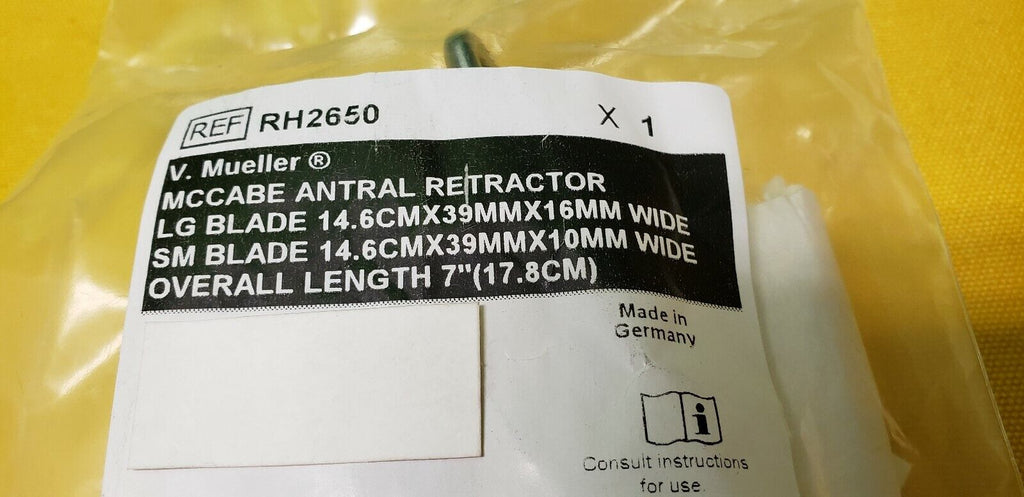 REF RH2650 X 1
V. Mueller ®
MCCABE ANTRAL RETRACTOR
LG BLADE 14.6CMX39MMX16MM WIDE
SM BLADE 14.6CMX39MMX10MM WIDE
OVERALL LENGTH 7"(17.8CM)
Made in
Germany
i
Consult instructions
for use.